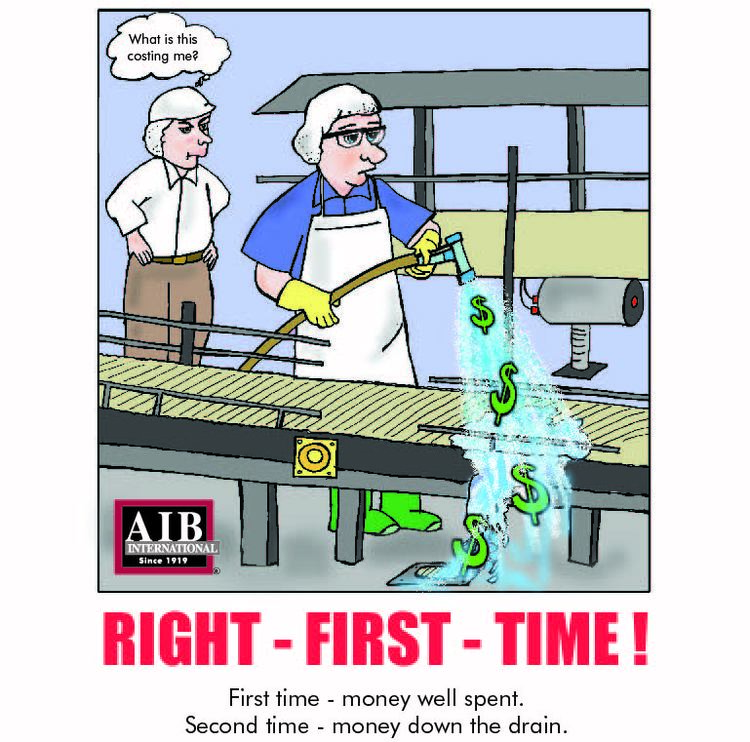 What is this
costing me?
$
$
$
$
AIB
INTERNATIONAL
Since 1919
®
RIGHT - FIRST - TIME !
First time - money well spent.
Second time - money down the drain.